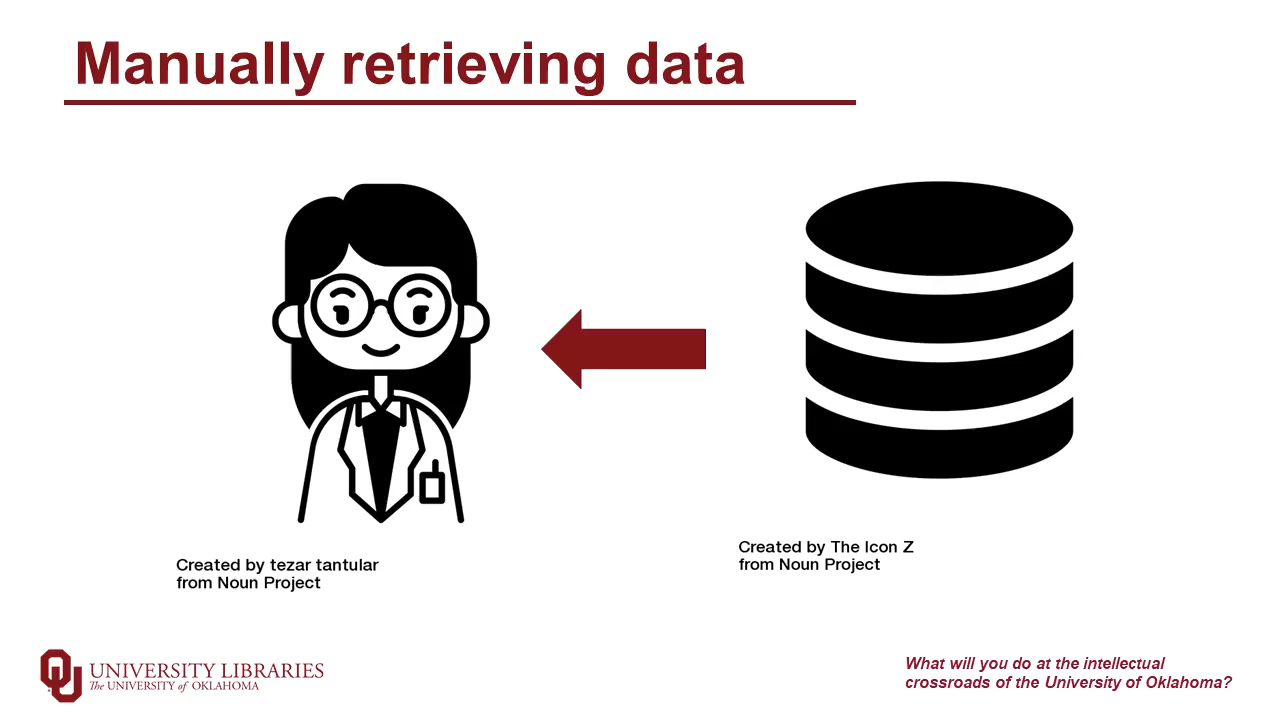 Manually retrieving data
Created by tezar tantular
from Noun Project
Created by The Icon Z
from Noun Project
UNIVERSITY LIBRARIES
The UNIVERSITY of OKLAHOMA
What will you do at the intellectual
crossroads of the University of Oklahoma?